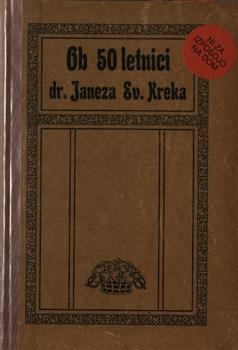 Ob 50 letnici
dr. Janeza Ev. Kreka
NI ZA
IZPOSOJO
NA DOM